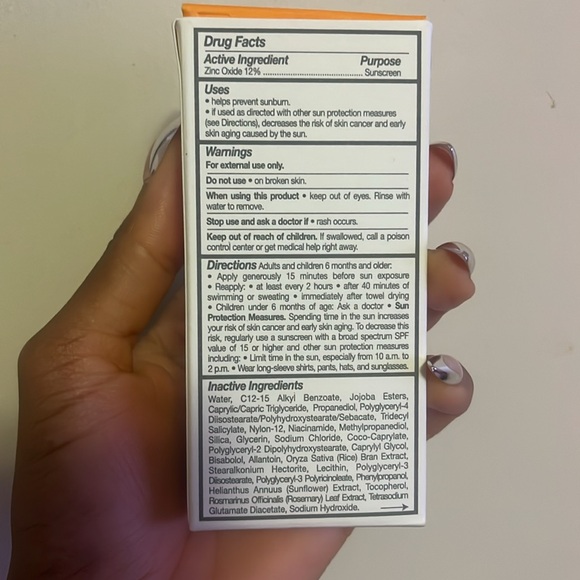 Drug Facts
Active Ingredient Purpose
Zinc Oxide 12% ........................................ Sunscreen
Uses
• helps prevent sunburn.
• if used as directed with other sun protection measures
(see Directions), decreases the risk of skin cancer and early
skin aging caused by the sun.
Warnings
For external use only.
Do not use • on broken skin.
When using this product • keep out of eyes. Rinse with
water to remove.
Stop use and ask a doctor if • rash occurs.
Keep out of reach of children. If swallowed, call a poison
control center or get medical help right away.
Directions Adults and children 6 months and older:
• Apply generously 15 minutes before sun exposure
• Reapply: • at least every 2 hours • after 40 minutes of
swimming or sweating • immediately after towel drying
• Children under 6 months of age: Ask a doctor • Sun
Protection Measures. Spending time in the sun increases
your risk of skin cancer and early skin aging. To decrease this
risk, regularly use a sunscreen with a broad spectrum SPF
value of 15 or higher and other sun protection measures
including: • Limit time in the sun, especially from 10 a.m. to
2 p.m. • Wear long-sleeve shirts, pants, hats, and sunglasses.
Inactive Ingredients
Water, C12-15 Alkyl Benzoate, Jojoba Esters,
Caprylic/Capric Triglyceride, Propanediol, Polyglyceryl-4
Diisostearate/Polyhydroxystearate/Sebacate, Tridecyl
Salicylate, Nylon-12, Niacinamide, Methylpropanediol,
Silica, Glycerin, Sodium Chloride, Coco-Caprylate,
Polyglyceryl-2 Dipolyhydroxystearate, Caprylyl Glycol,
Bisabolol, Allantoin, Oryza Sativa (Rice) Bran Extract,
Stearalkonium Hectorite, Lecithin, Polyglyceryl-3
Diisostearate, Polyglyceryl-3 Polyricinoleate, Phenylpropanol,
Helianthus Annuus (Sunflower) Extract, Tocopherol,
Rosmarinus Officinalis (Rosemary) Leaf Extract, Tetrasodium
Glutamate Diacetate, Sodium Hydroxide.